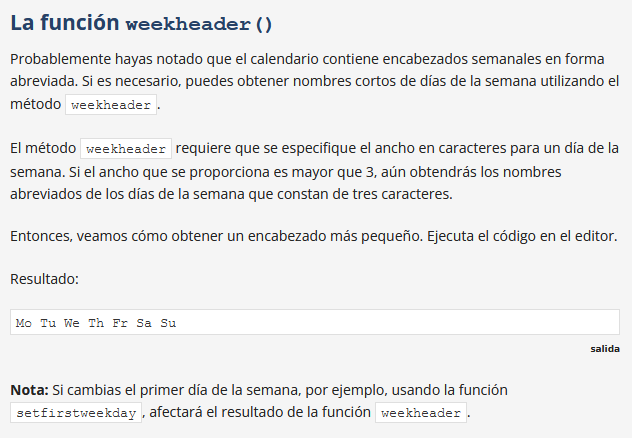 La función weekheader()
Probablemente hayas notado que el calendario contiene encabezados semanales en forma
abreviada. Si es necesario, puedes obtener nombres cortos de días de la semana utilizando el
método weekheader.
El método weekheader requiere que se especifique el ancho en caracteres para un día de la
semana. Si el ancho que se proporciona es mayor que 3, aún obtendrás los nombres
abreviados de los días de la semana que constan de tres caracteres.
Entonces, veamos cómo obtener un encabezado más pequeño. Ejecuta el código en el editor.
Resultado:
Mo Tu We Th Fr Sa Su
salida
Nota: Si cambias el primer día de la semana, por ejemplo, usando la función
setfirstweekday, afectará el resultado de la función weekheader.